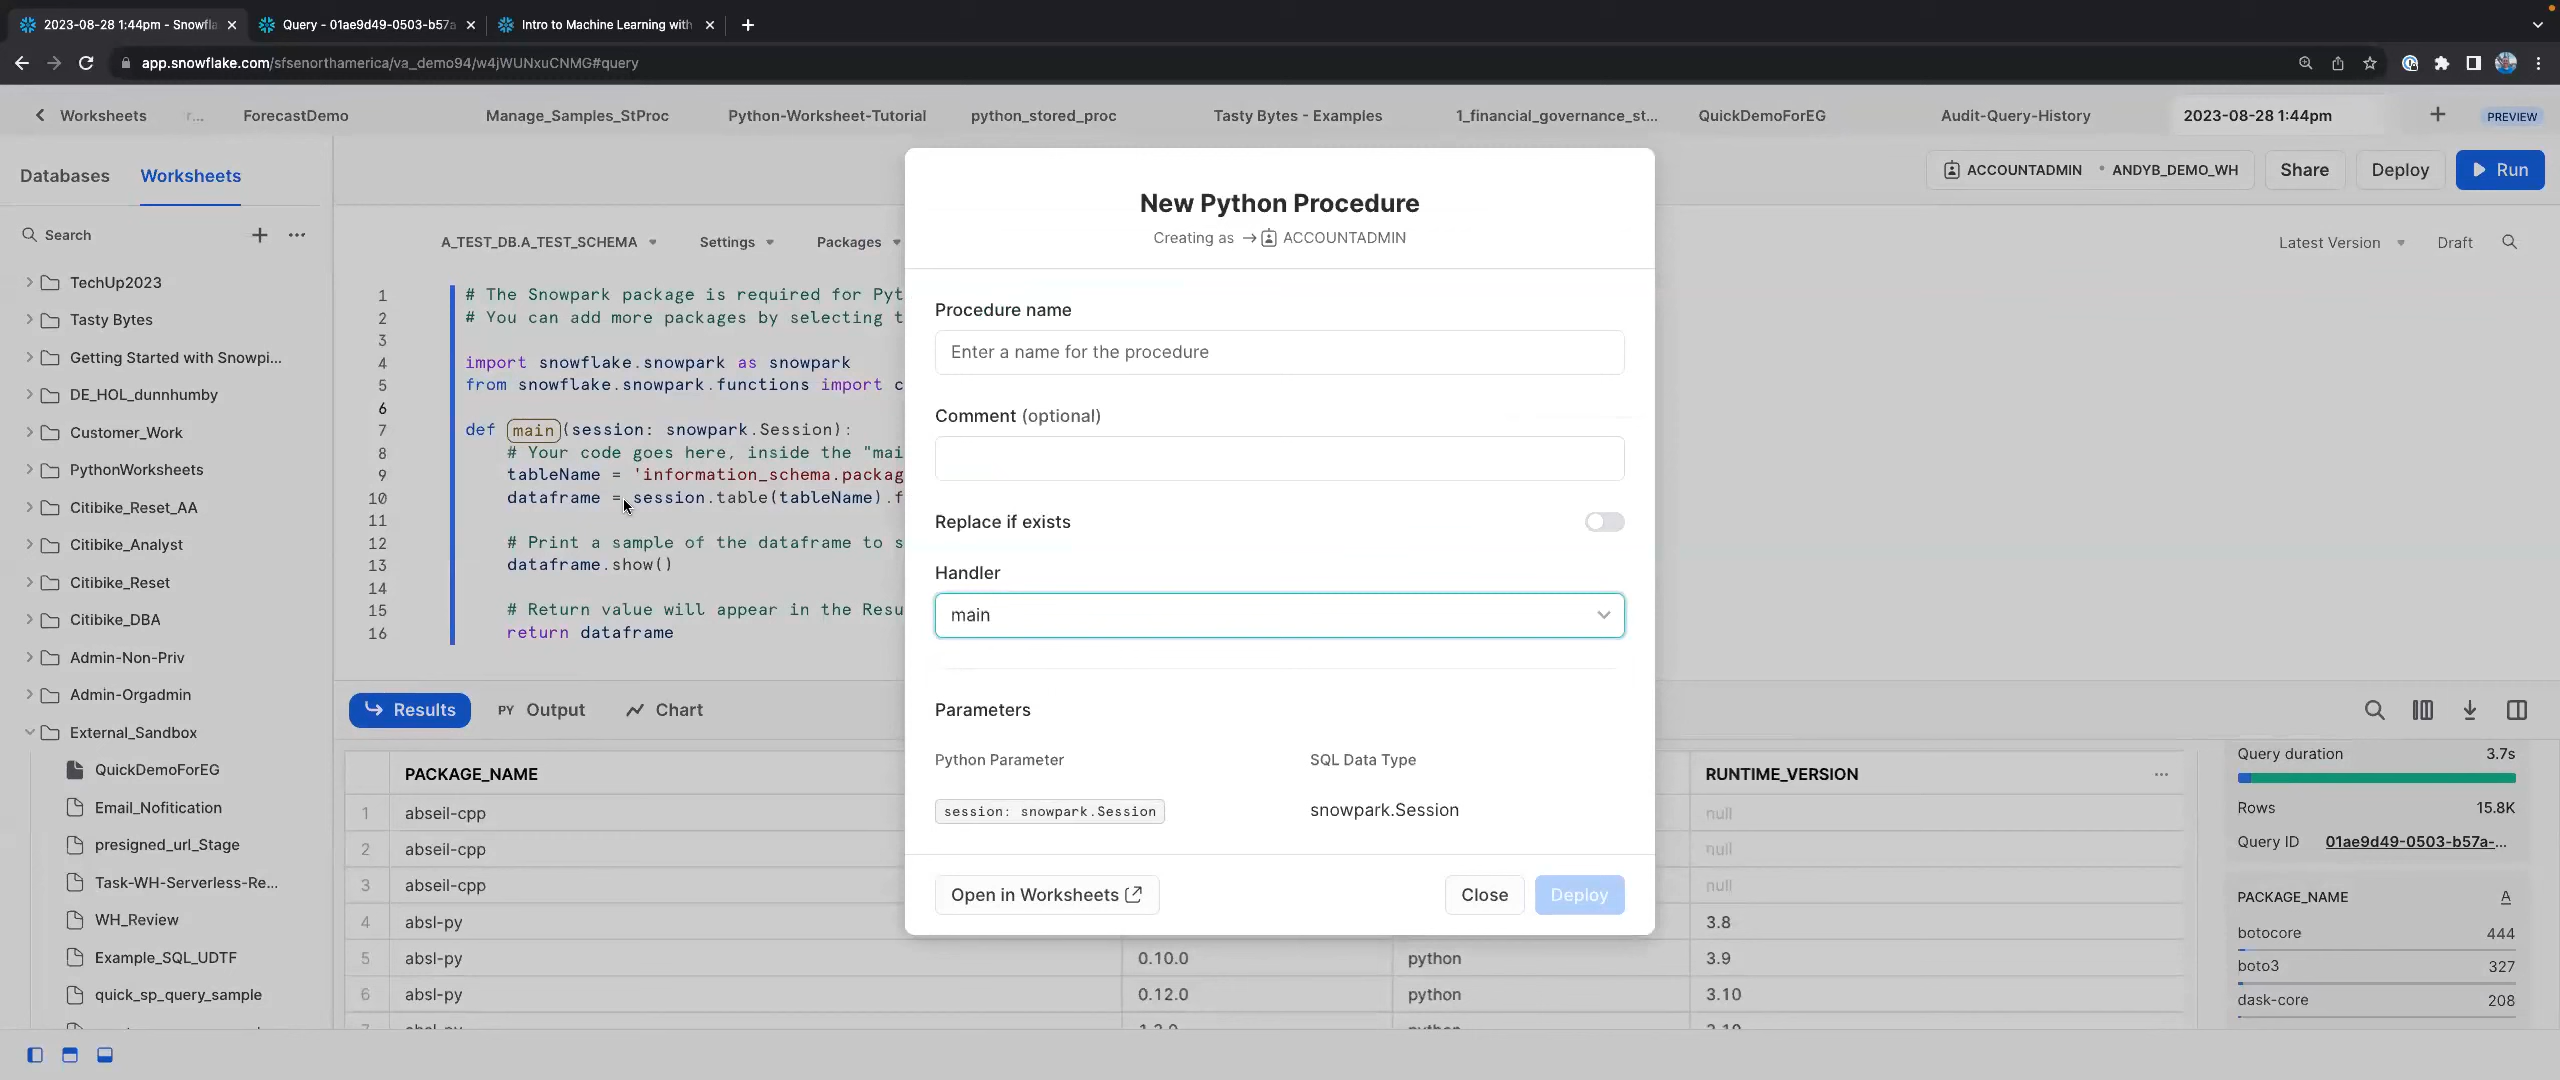 2023-08-28 1:44pm - Snowfla
Query - 01ae9d49-0503-b57a
Intro to Machine Learning with
app.snowflake.com/sfsenorthamerica/va_demo94/w4jWUNxuCNMG#query
Worksheets
r...
ForecastDemo
Manage_Samples_StProc
Python-Worksheet-Tutorial
python_stored_proc
Tasty Bytes - Examples
1_financial_governance_st...
QuickDemoForEG
Audit-Query-History
2023-08-28 1:44pm
PREVIEW
Databases
Worksheets
ACCOUNTADMIN
ANDYB_DEMO_WH
Share
Deploy
Run
Search
TechUp2023
Tasty Bytes
Getting Started with Snowpi...
DE_HOL_dunnhumby
Customer_Work
PythonWorksheets
Citibike_Reset_AA
Citibike_Analyst
Citibike_Reset
Citibike_DBA
Admin-Non-Priv
Admin-Orgadmin
External_Sandbox
QuickDemoForEG
Email_Nofitication
presigned_url_Stage
Task-WH-Serverless-Re...
WH_Review
Example_SQL_UDTF
quick_sp_query_sample
A_TEST_DB.A_TEST_SCHEMA
Settings
Packages
Latest Version
Draft
1 # The Snowpark package is required for Pyt
2 # You can add more packages by selecting t
3
4 import snowflake.snowpark as snowpark
5 from snowflake.snowpark.functions import c
6
7 def main(session: snowpark.Session):
8 # Your code goes here, inside the "mai
9 tableName = 'information_schema.packag
10 dataframe = session.table(tableName).f
11
12 # Print a sample of the dataframe to s
13 dataframe.show()
14
15 # Return value will appear in the Resu
16 return dataframe
New Python Procedure
Creating as → ACCOUNTADMIN
Procedure name
Enter a name for the procedure
Comment (optional)
Replace if exists
Handler
main
Parameters
Python Parameter
SQL Data Type
session: snowpark.Session
snowpark.Session
Open in Worksheets
Close
Deploy
Results
PY Output
Chart
PACKAGE_NAME
RUNTIME_VERSION
...
1 abseil-cpp null
2 abseil-cpp null
3 abseil-cpp null
4 absl-py 3.8
5 absl-py 0.10.0 python 3.9
6 absl-py 0.12.0 python 3.10
Query duration 3.7s
Rows 15.8K
Query ID 01ae9d49-0503-b57a-...
PACKAGE_NAME A
botocore 444
boto3 327
dask-core 208